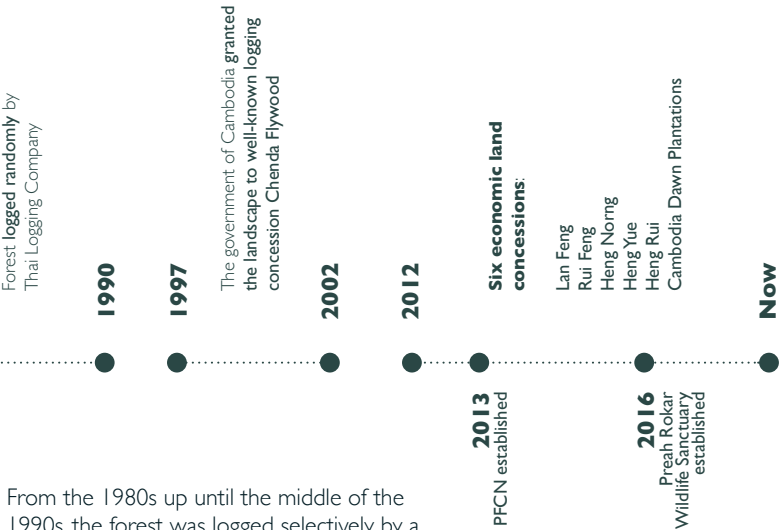 Forest logged randomly by
Thai Logging Company
1990
1997
The government of Cambodia granted
the landscape to well-known logging
concession Chenda Flywood
2002
2012
Six economic land
concessions:
Lan Feng
Rui Feng
Heng Norng
Heng Yue
Heng Rui
Cambodia Dawn Plantations
Now
2013
PFCN established
2016
Preah Rokar
Wildlife Sanctuary
established
From the 1980s up until the middle of the
1990s, the forest was logged selectively by a